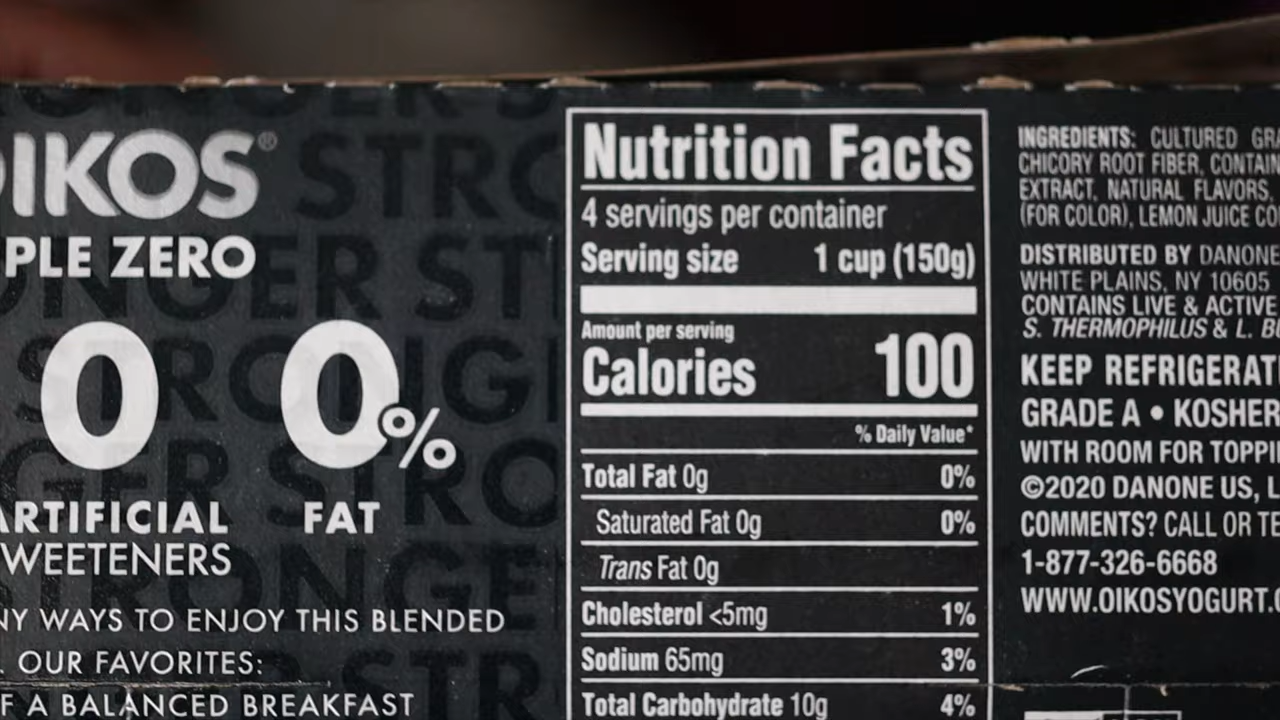 OIKOS®
PLE ZERO
0 0%
ARTIFICIAL FAT
WEETENERS
NY WAYS TO ENJOY THIS BLENDED
. OUR FAVORITES:
F A BALANCED BREAKFAST
Nutrition Facts
4 servings per container
Serving size 1 cup (150g)
Amount per serving
Calories 100
% Daily Value*
Total Fat 0g 0%
Saturated Fat 0g 0%
Trans Fat 0g
Cholesterol <5mg 1%
Sodium 65mg 3%
Total Carbohydrate 10g 4%
INGREDIENTS: CULTURED GRA
CHICORY ROOT FIBER, CONTAIN
EXTRACT, NATURAL FLAVORS,
(FOR COLOR), LEMON JUICE CO
DISTRIBUTED BY DANONE
WHITE PLAINS, NY 10605
CONTAINS LIVE & ACTIVE
S. THERMOPHILUS & L. B
KEEP REFRIGERAT
GRADE A • KOSHER
WITH ROOM FOR TOPPI
©2020 DANONE US, L
COMMENTS? CALL OR TE
1-877-326-6668
WWW.OIKOSYOGURT.